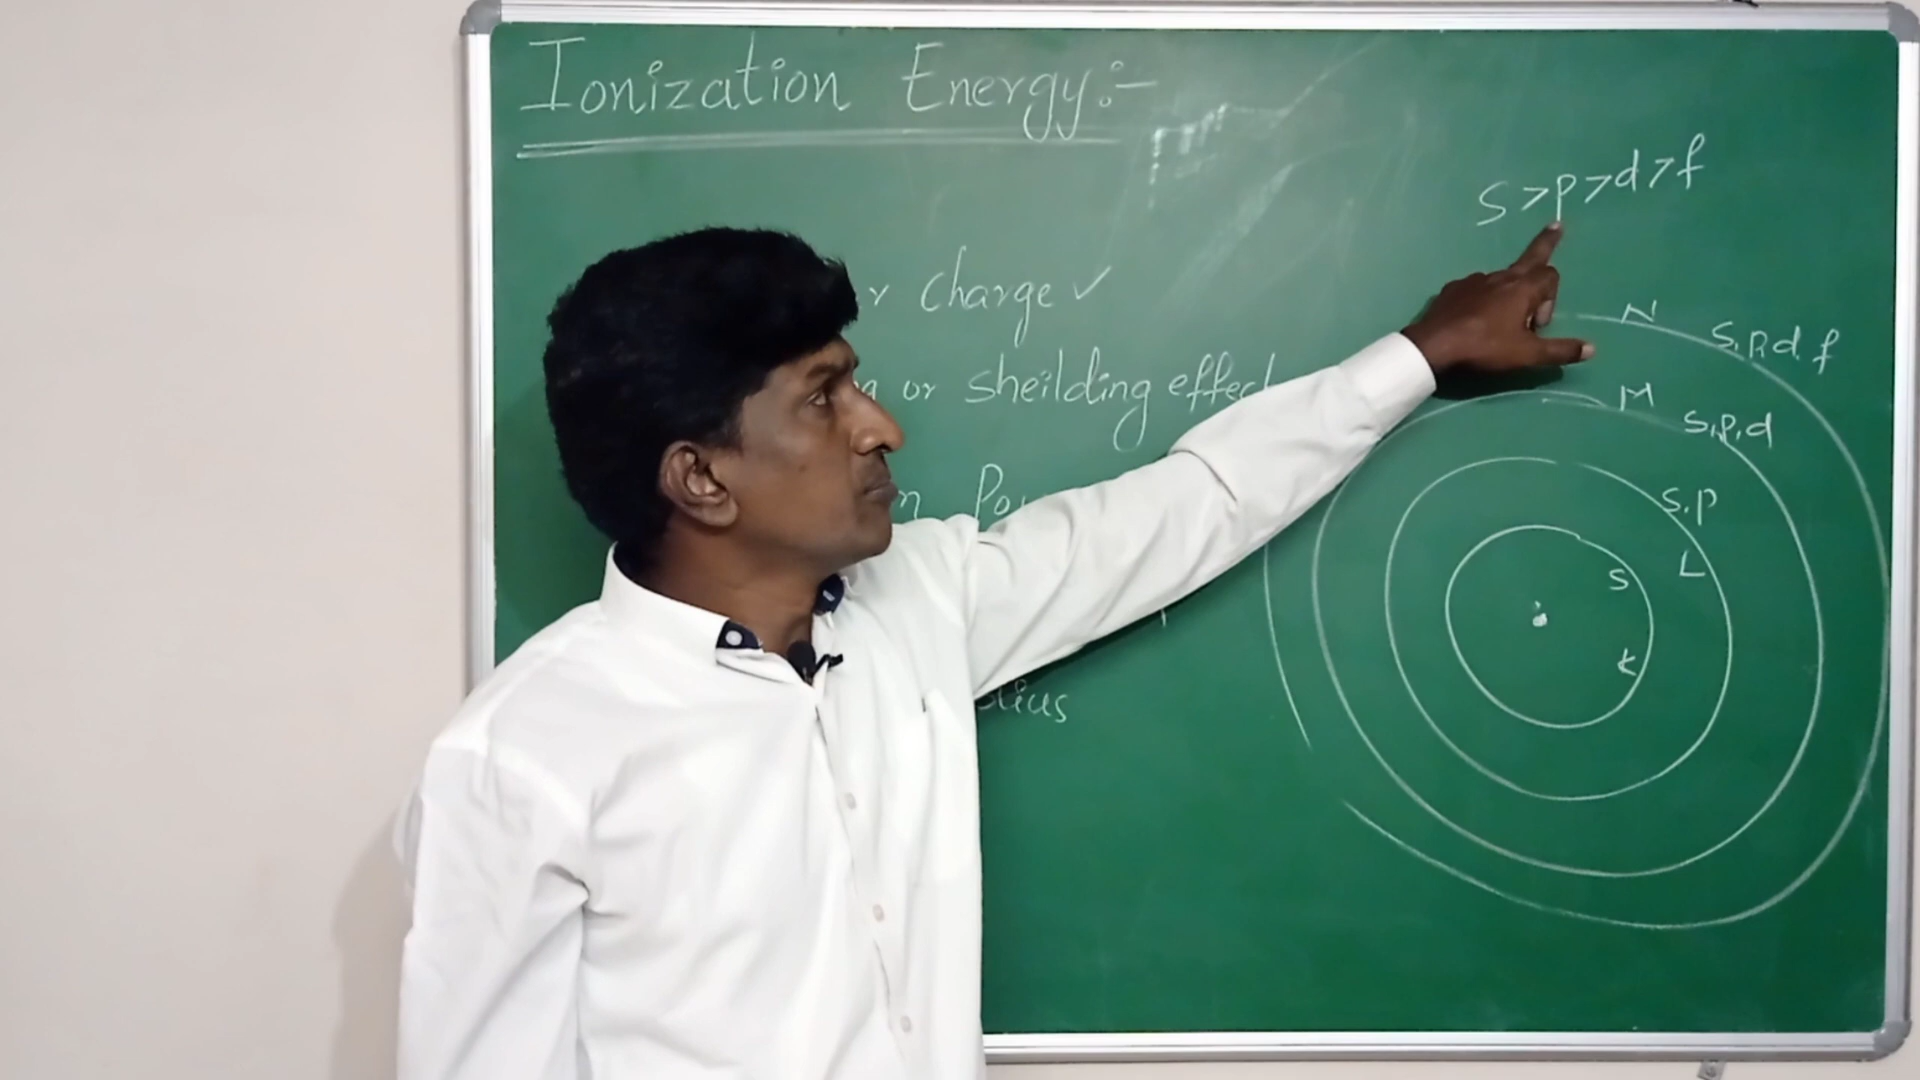 Ionization Energy:-
S>p>d>f
Charge ✓
or sheilding effect
N
S,p,d,f
M
S,p,d
S,p
L
S
K